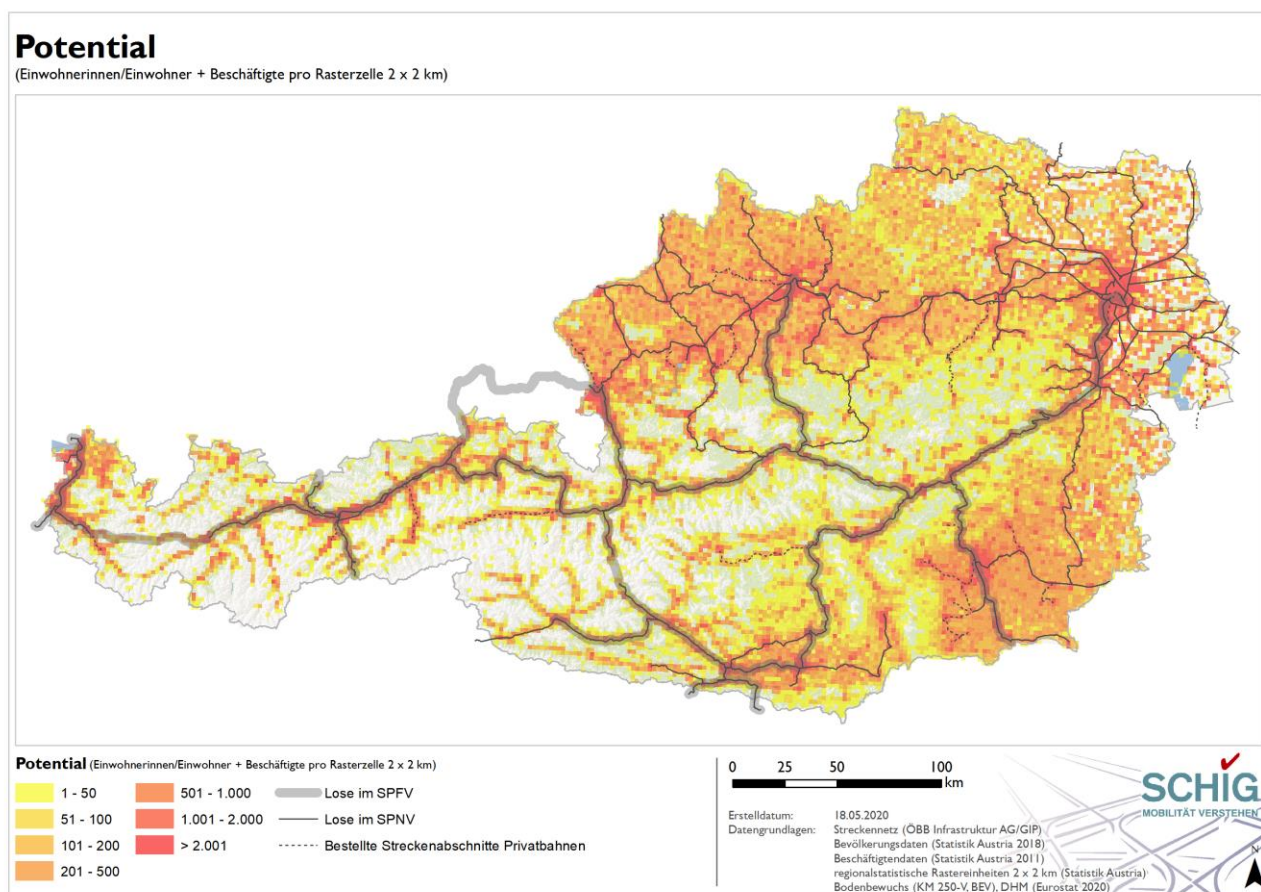 Potential
(Einwohnerinnen/Einwohner + Beschäftigte pro Rasterzelle 2 x 2 km)
Potential (Einwohnerinnen/Einwohner + Beschäftigte pro Rasterzelle 2 x 2 km)
1 - 50
51 - 100
101 - 200
201 - 500
501 - 1.000
1.001 - 2.000
> 2.001
Lose im SPFV
Lose im SPNV
Bestellte Streckenabschnitte Privatbahnen
0 25 50 100
km
Erstelldatum: 18.05.2020
Datengrundlagen: Streckennetz (ÖBB Infrastruktur AG/GIP)
Bevölkerungsdaten (Statistik Austria 2018)
Beschäftigtendaten (Statistik Austria 2011)
regionalstatistische Rastereinheiten 2 x 2 km (Statistik Austria)
Bodenbewuchs (KM 250-V, BEV), DHM (Eurostat 2020)
SCHIG
MOBILITÄT VERSTEHEN
N